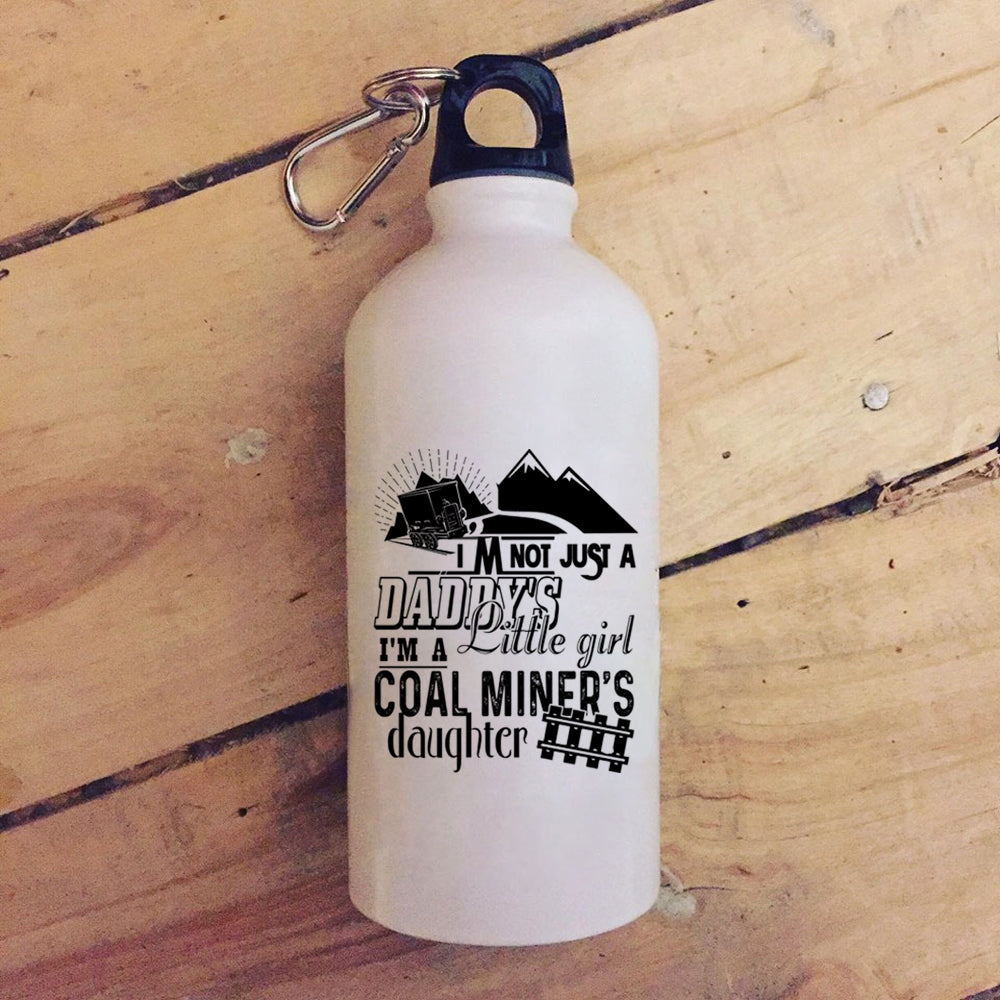 I'M NOT JUST A
DADDY'S
Little girl
I'M A
COAL MINER'S
daughter